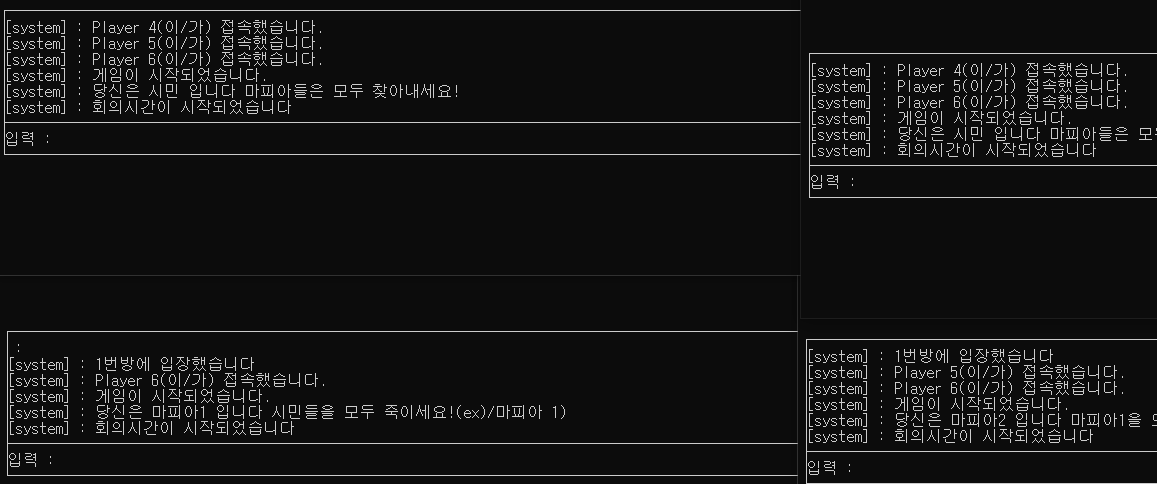 [system] : Player 4(이/가) 접속했습니다.
[system] : Player 5(이/가) 접속했습니다.
[system] : Player 6(이/가) 접속했습니다.
[system] : 게임이 시작되었습니다.
[system] : 당신은 시민 입니다 마피아들은 모두 찾아내세요!
[system] : 회의시간이 시작되었습니다
입력 :
[system] : Player 4(이/가) 접속했습니다.
[system] : Player 5(이/가) 접속했습니다.
[system] : Player 6(이/가) 접속했습니다.
[system] : 게임이 시작되었습니다.
[system] : 당신은 시민 입니다 마피아들은
[system] : 회의시간이 시작되었습니다
입력 :
:
[system] : 1번방에 입장했습니다
[system] : Player 6(이/가) 접속했습니다.
[system] : 게임이 시작되었습니다.
[system] : 당신은 마피아1 입니다 시민들을 모두 죽이세요!(ex)/마피아 1)
[system] : 회의시간이 시작되었습니다
입력 :
[system] : 1번방에 입장했습니다
[system] : Player 5(이/가) 접속했습니다.
[system] : Player 6(이/가) 접속했습니다.
[system] : 게임이 시작되었습니다.
[system] : 당신은 마피아2 입니다 마피아1을
[system] : 회의시간이 시작되었습니다
입력 :